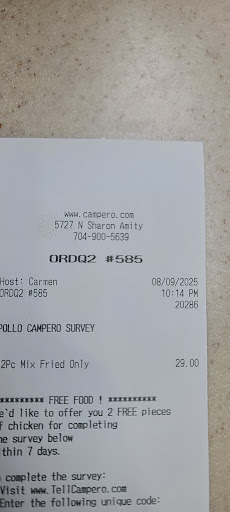 www.campero.com
5727 N Sharon Amity
704-900-5639
ORDQ2 #585
Host: Carmen 08/09/2025
ORDQ2 #585 10:14 PM
20286
POLLO CAMPERO SURVEY
2Pc Mix Fried Only 29.00
********* FREE FOOD ! **********
e'd like to offer you 2 FREE pieces
f chicken for completing
he survey below
thin 7 days.
complete the survey:
Visit www.TellCampero.com
Enter the following unique code: